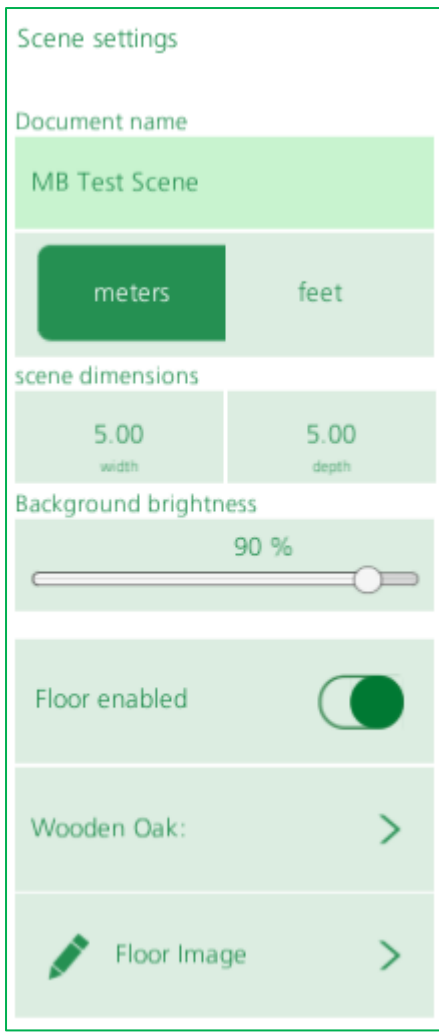 Scene settings
Document name
MB Test Scene
meters feet
scene dimensions
5.00 5.00
width depth
Background brightness
90 %
Floor enabled
Wooden Oak:
Floor Image